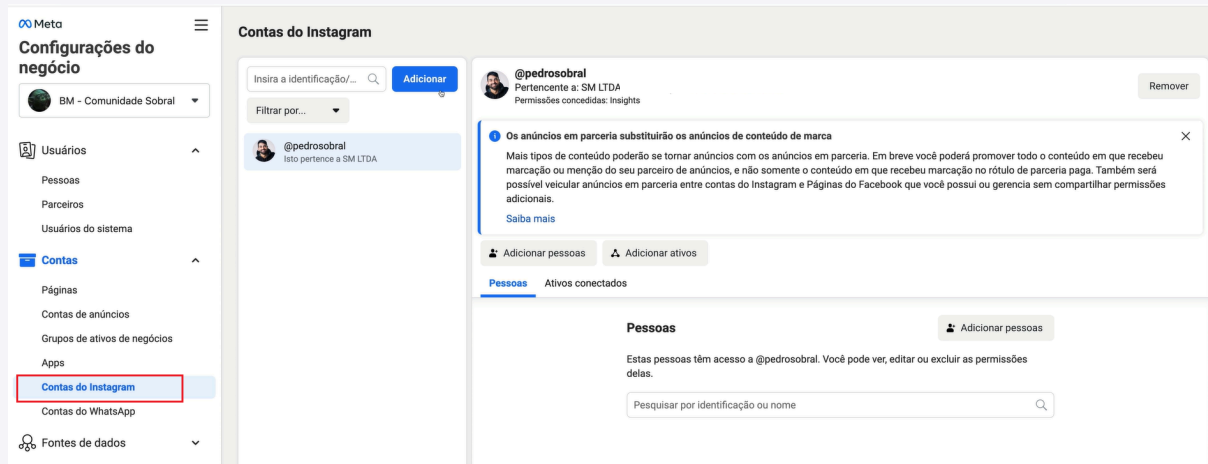 Meta
Configurações do
negócio
BM - Comunidade Sobral
Usuários
Pessoas
Parceiros
Usuários do sistema
Contas
Páginas
Contas de anúncios
Grupos de ativos de negócios
Apps
Contas do Instagram
Contas do WhatsApp
Fontes de dados
Contas do Instagram
Insira a identificação/...
Adicionar
Filtrar por...
@pedrosobral
Isto pertence a SM LTDA
@pedrosobral
Pertencente a: SM LTDA
Permissões concedidas: Insights
Remover
Os anúncios em parceria substituirão os anúncios de conteúdo de marca
Mais tipos de conteúdo poderão se tornar anúncios com os anúncios em parceria. Em breve você poderá promover todo o conteúdo em que recebeu
marcação ou menção do seu parceiro de anúncios, e não somente o conteúdo em que recebeu marcação no rótulo de parceria paga. Também será
possível veicular anúncios em parceria entre contas do Instagram e Páginas do Facebook que você possui ou gerencia sem compartilhar permissões
adicionais.
Saiba mais
Adicionar pessoas
Adicionar ativos
Pessoas
Ativos conectados
Pessoas
Adicionar pessoas
Estas pessoas têm acesso a @pedrosobral. Você pode ver, editar ou excluir as permissões
delas.
Pesquisar por identificação ou nome